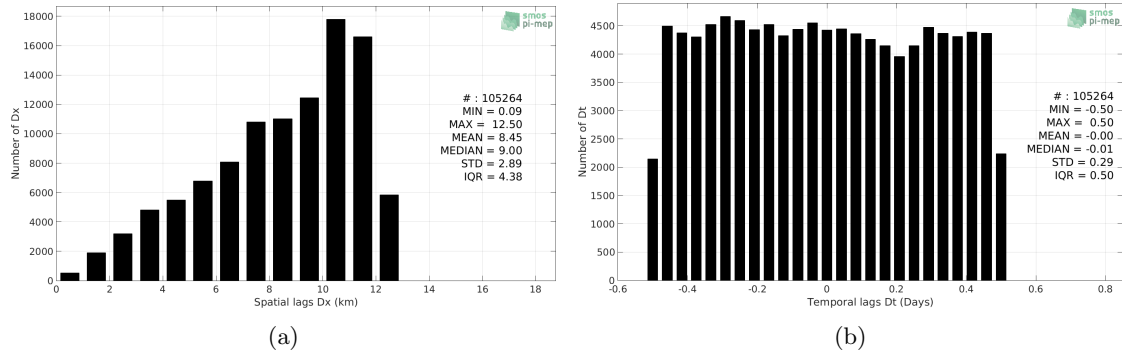 18000
16000
14000
12000
10000
8000
6000
4000
2000
0
Number of Dx
smos
pi-mep
# : 105264
MIN = 0.09
MAX = 12.50
MEAN = 8.45
MEDIAN = 9.00
STD = 2.89
IQR = 4.38
0 2 4 6 8 10 12 14 16 18
Spatial lags Dx (km)
(a)
4500
4000
3500
3000
2500
2000
1500
1000
500
0
Number of Dt
smos
pi-mep
# : 105264
MIN = -0.50
MAX = 0.50
MEAN = -0.00
MEDIAN = -0.01
STD = 0.29
IQR = 0.50
-0.6 -0.4 -0.2 0 0.2 0.4 0.6 0.8
Temporal lags Dt (Days)
(b)